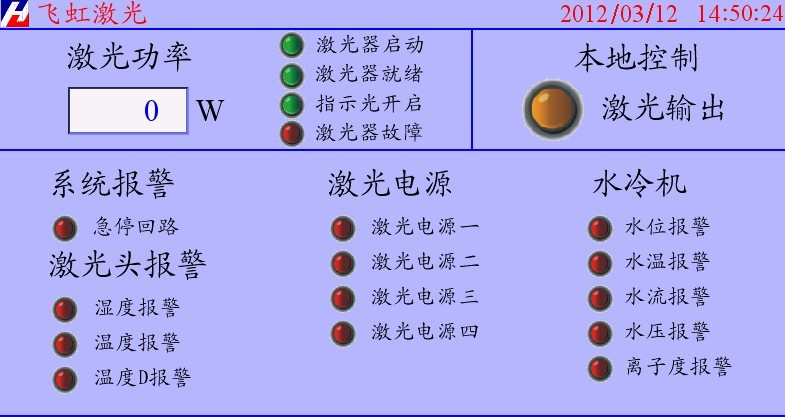 飞虹激光 2012/03/12 14:50:24
激光功率
0 W
激光器启动
激光器就绪
指示光开启
激光器故障
本地控制
激光输出
系统报警
急停回路
激光头报警
湿度报警
温度报警
温度D报警
激光电源
激光电源一
激光电源二
激光电源三
激光电源四
水冷机
水位报警
水温报警
水流报警
水压报警
离子度报警